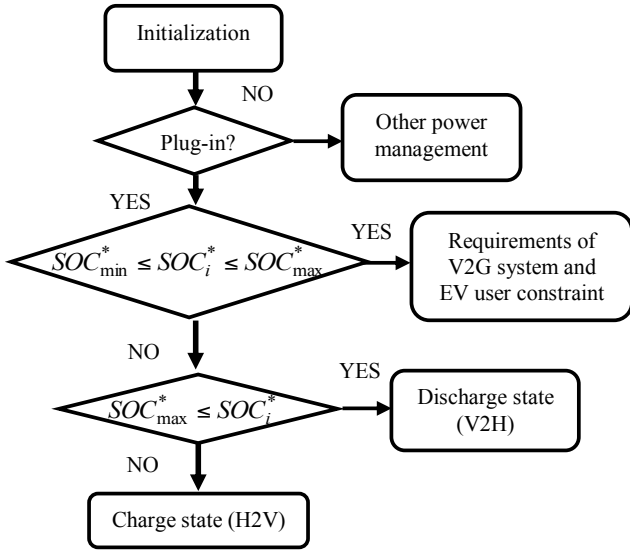 Initialization
NO
Plug-in?
Other power
management
YES
YES
SOC*min ≤ SOC*i ≤ SOC*max
Requirements of
V2G system and
EV user constraint
NO
YES
SOC*max ≤ SOC*i
Discharge state
(V2H)
NO
Charge state (H2V)